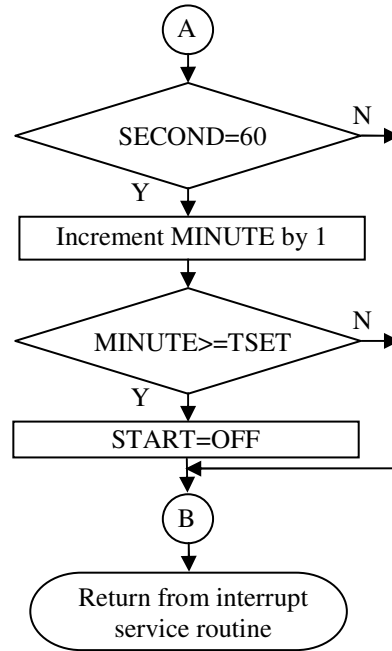 A
SECOND=60
N
Y
Increment MINUTE by 1
MINUTE>=TSET
N
Y
START=OFF
B
Return from interrupt
service routine